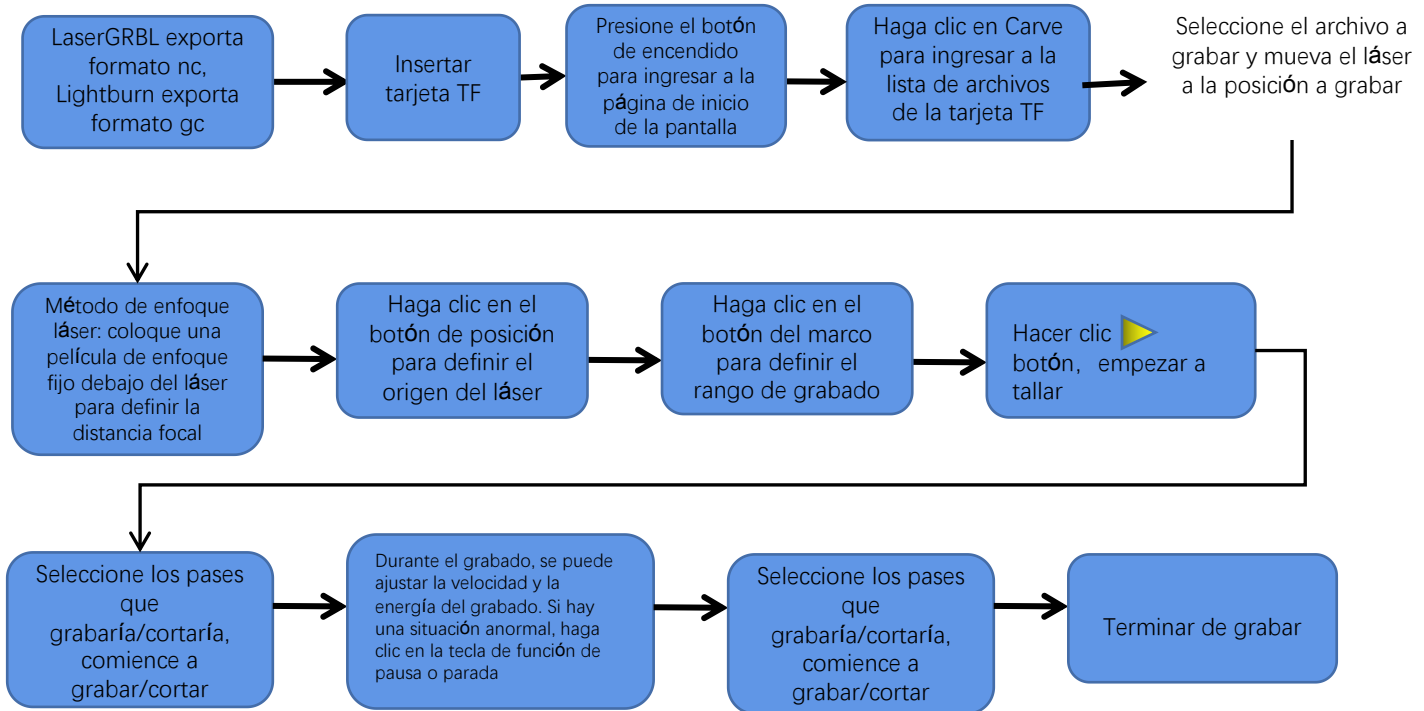 LaserGRBL exporta
formato nc,
Lightburn exporta
formato gc
Insertar
tarjeta TF
Presione el botón
de encendido
para ingresar a la
página de inicio
de la pantalla
Haga clic en Carve
para ingresar a la
lista de archivos
de la tarjeta TF
Seleccione el archivo a
grabar y mueva el láser
a la posición a grabar
Método de enfoque
láser: coloque una
película de enfoque
fijo debajo del láser
para definir la
distancia focal
Haga clic en el
botón de posición
para definir el
origen del láser
Haga clic en el
botón del marco
para definir el
rango de grabado
Hacer clic
botón, empezar a
tallar
Seleccione los pases
que
grabaría/cortaría,
comience a
grabar/cortar
Durante el grabado, se puede
ajustar la velocidad y la
energía del grabado. Si hay
una situación anormal, haga
clic en la tecla de función de
pausa o parada
Seleccione los pases
que
grabaría/cortaría,
comience a
grabar/cortar
Terminar de grabar